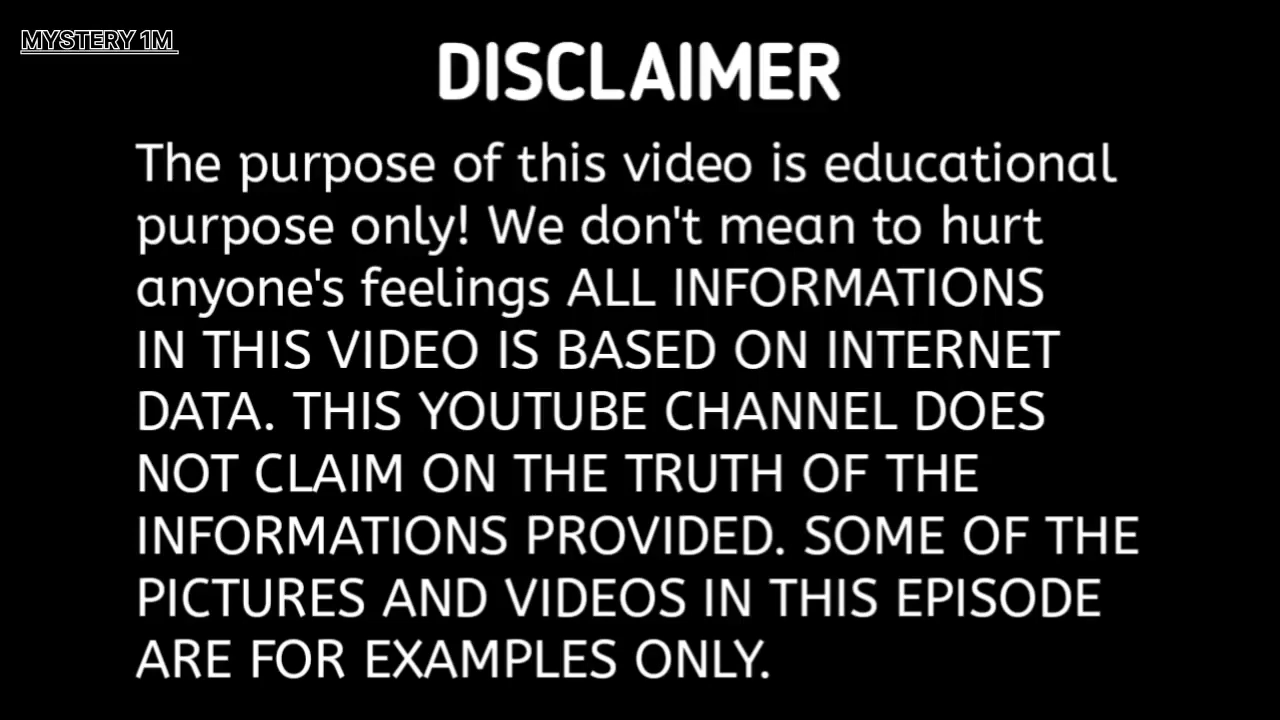 MYSTERY 1M
DISCLAIMER
The purpose of this video is educational
purpose only! We don't mean to hurt
anyone's feelings ALL INFORMATIONS
IN THIS VIDEO IS BASED ON INTERNET
DATA. THIS YOUTUBE CHANNEL DOES
NOT CLAIM ON THE TRUTH OF THE
INFORMATIONS PROVIDED. SOME OF THE
PICTURES AND VIDEOS IN THIS EPISODE
ARE FOR EXAMPLES ONLY.